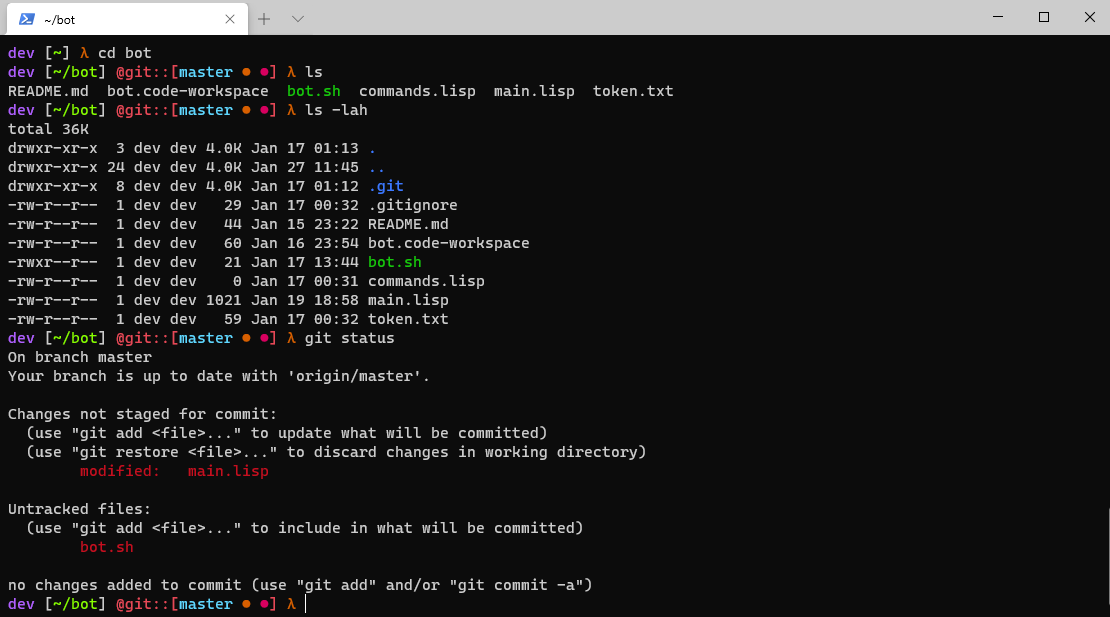 ~/bot
dev [~] λ cd bot
dev [~/bot] @git::[master ● ●] λ ls
README.md  bot.code-workspace  bot.sh  commands.lisp  main.lisp  token.txt
dev [~/bot] @git::[master ● ●] λ ls -lah
total 36K
drwxr-xr-x  3 dev dev 4.0K Jan 17 01:13 .
drwxr-xr-x 24 dev dev 4.0K Jan 27 11:45 ..
drwxr-xr-x  8 dev dev 4.0K Jan 17 01:12 .git
-rw-r--r--  1 dev dev   29 Jan 17 00:32 .gitignore
-rw-r--r--  1 dev dev   44 Jan 15 23:22 README.md
-rw-r--r--  1 dev dev   60 Jan 16 23:54 bot.code-workspace
-rwxr--r--  1 dev dev   21 Jan 17 13:44 bot.sh
-rw-r--r--  1 dev dev    0 Jan 17 00:31 commands.lisp
-rw-r--r--  1 dev dev 1021 Jan 19 18:58 main.lisp
-rw-r--r--  1 dev dev   59 Jan 17 00:32 token.txt
dev [~/bot] @git::[master ● ●] λ git status
On branch master
Your branch is up to date with 'origin/master'.

Changes not staged for commit:
  (use "git add <file>..." to update what will be committed)
  (use "git restore <file>..." to discard changes in working directory)
        modified:   main.lisp

Untracked files:
  (use "git add <file>..." to include in what will be committed)
        bot.sh

no changes added to commit (use "git add" and/or "git commit -a")
dev [~/bot] @git::[master ● ●] λ